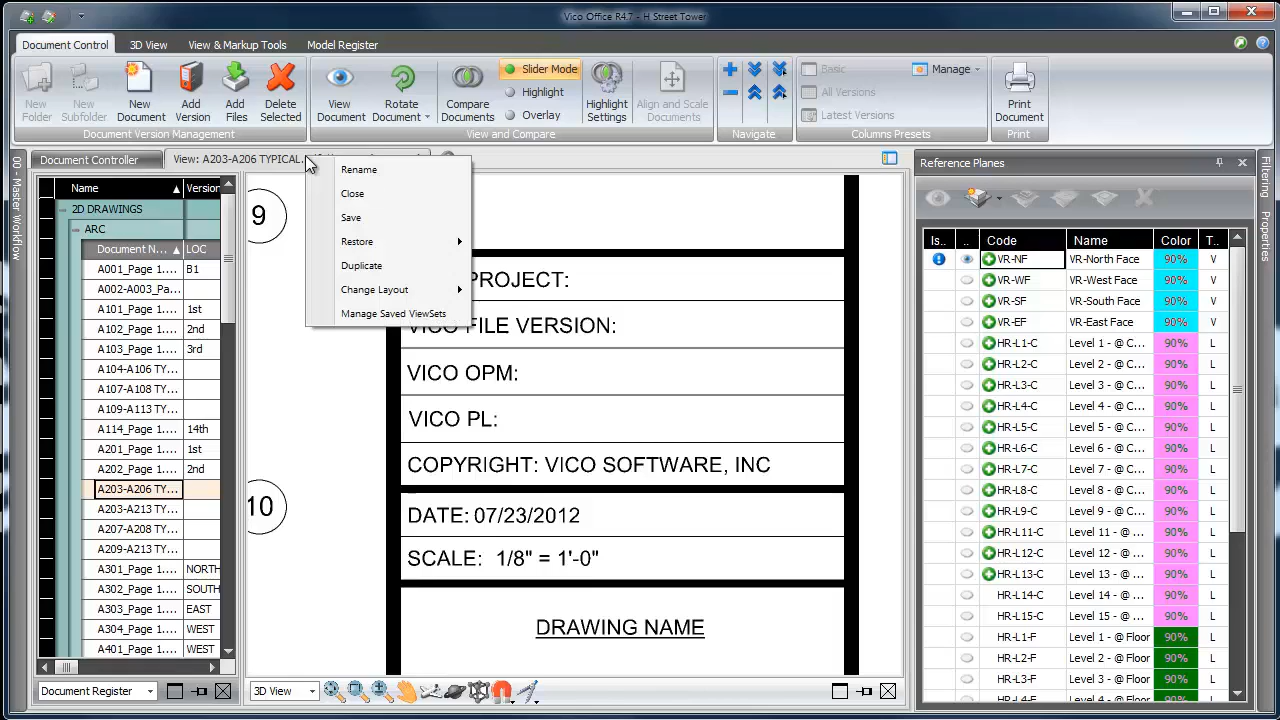 Vico Office R4.7 - H Street Tower
Document Control
3D View
View & Markup Tools
Model Register
New Folder
New Subfolder
New Document
Add Version
Add Files
Delete Selected
Document Version Management
View Document
Rotate Document
Compare Documents
Slider Mode
Highlight
Overlay
Highlight Settings
Align and Scale Documents
View and Compare
Navigate
Basic
All Versions
Latest Versions
Manage
Columns Presets
Print Document
Print
00 - Master Workflow
Document Controller
View: A203-A206 TYPICAL
Rename
Close
Save
Restore
Duplicate
Change Layout
Manage Saved ViewSets
Name
Version
2D DRAWINGS
ARC
Document N... LOC
A001_Page 1.... B1
A002-A003_Pa...
A101_Page 1.... 1st
A102_Page 1.... 2nd
A103_Page 1.... 3rd
A104-A106 TY...
A107-A108 TY...
A109-A113 TY...
A114_Page 1.... 14th
A201_Page 1.... 1st
A202_Page 1.... 2nd
A203-A206 TY...
A203-A213 TY...
A207-A208 TY...
A209-A213 TY...
A301_Page 1.... NORTH
A302_Page 1.... SOUTH
A303_Page 1.... EAST
A304_Page 1.... WEST
A401_Page 1.... WEST
Document Register
9
10
PROJECT:
VICO FILE VERSION:
VICO OPM:
VICO PL:
COPYRIGHT: VICO SOFTWARE, INC
DATE: 07/23/2012
SCALE: 1/8" = 1'-0"
DRAWING NAME
3D View
Reference Planes
Is.. .. Code Name Color T..
VR-NF VR-North Face 90% V
VR-WF VR-West Face 90% V
VR-SF VR-South Face 90% V
VR-EF VR-East Face 90% V
HR-L1-C Level 1 - @ C... 90% L
HR-L2-C Level 2 - @ C... 90% L
HR-L3-C Level 3 - @ C... 90% L
HR-L4-C Level 4 - @ C... 90% L
HR-L5-C Level 5 - @ C... 90% L
HR-L6-C Level 6 - @ C... 90% L
HR-L7-C Level 7 - @ C... 90% L
HR-L8-C Level 8 - @ C... 90% L
HR-L9-C Level 9 - @ C... 90% L
HR-L11-C Level 11 - @ ... 90% L
HR-L12-C Level 12 - @ ... 90% L
HR-L13-C Level 13 - @ ... 90% L
HR-L14-C Level 14 - @ ... 90% L
HR-L15-C Level 15 - @ ... 90% L
HR-L1-F Level 1 - @ Floor 90% L
HR-L2-F Level 2 - @ Floor 90% L
HR-L3-F Level 3 - @ Floor 90% L
HR-L4-F Level 4 - @ Floor 90% L
Filtering
Properties